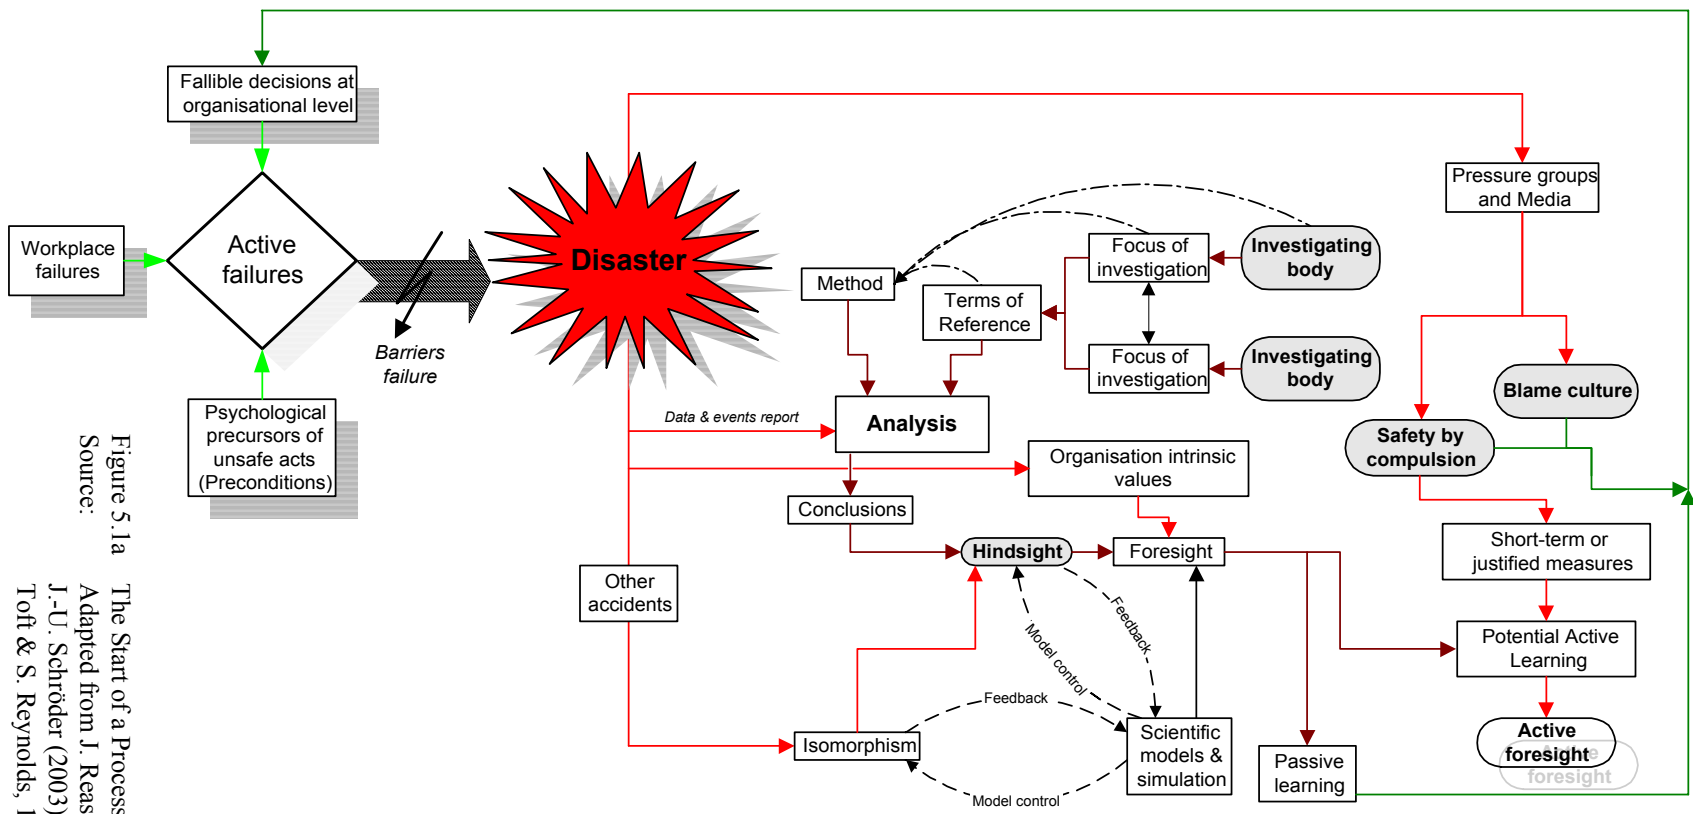 Fallible decisions at
organisational level
Workplace
failures
Active
failures
Psychological
precursors of
unsafe acts
(Preconditions)
Barriers
failure
Disaster
Pressure groups
and Media
Method
Terms of
Reference
Focus of
investigation
Investigating
body
Focus of
investigation
Investigating
body
Data & events report
Analysis
Blame culture
Safety by
compulsion
Organisation intrinsic
values
Conclusions
Hindsight
Foresight
Short-term or
justified measures
Other
accidents
Feedback
Model control
Potential Active
Learning
Isomorphism
Feedback
Model control
Scientific
models &
simulation
Passive
learning
Active
foresight
Active
foresight
Figure 5.1a The Start of a Process
Source: Adapted from J. Reas
J.-U. Schröder (2003)
Toft & S. Reynolds, 1